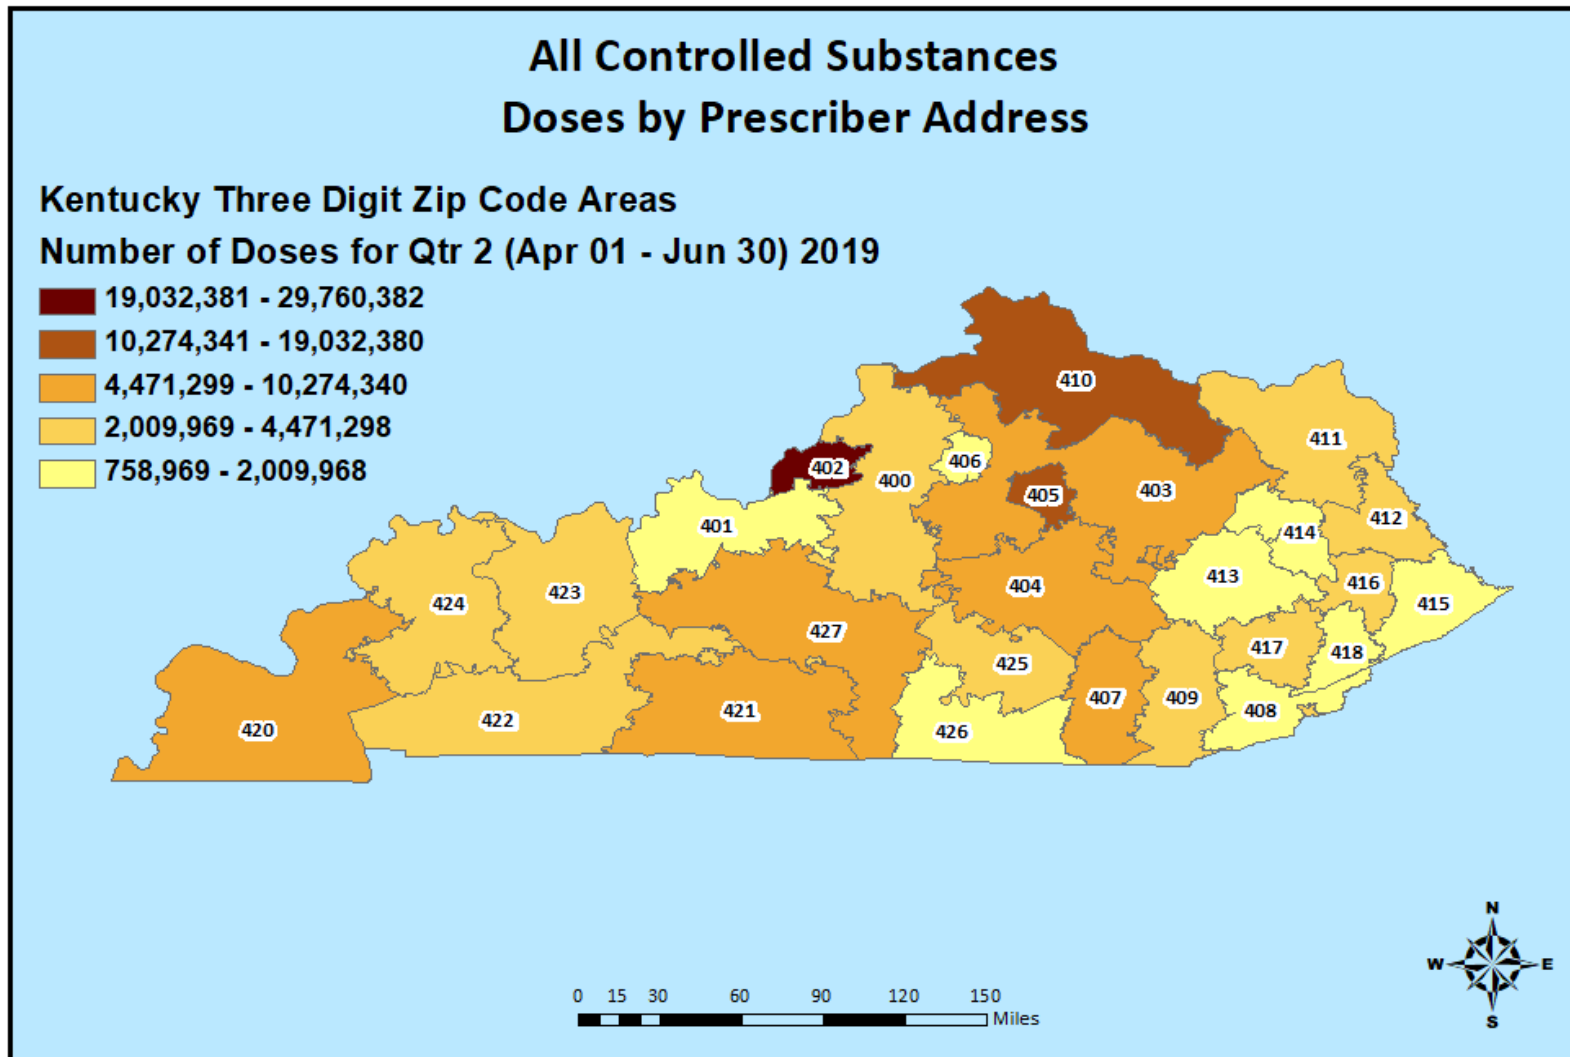 All Controlled Substances
Doses by Prescriber Address
Kentucky Three Digit Zip Code Areas
Number of Doses for Qtr 2 (Apr 01 - Jun 30) 2019
19,032,381 - 29,760,382
10,274,341 - 19,032,380
4,471,299 - 10,274,340
2,009,969 - 4,471,298
758,969 - 2,009,968
410
411
402
406
400
405
403
412
401
414
413
416
404
423
424
415
427
417
418
425
407
409
408
421
422
420
426
N
W
E
S
0 15 30 60 90 120 150
Miles